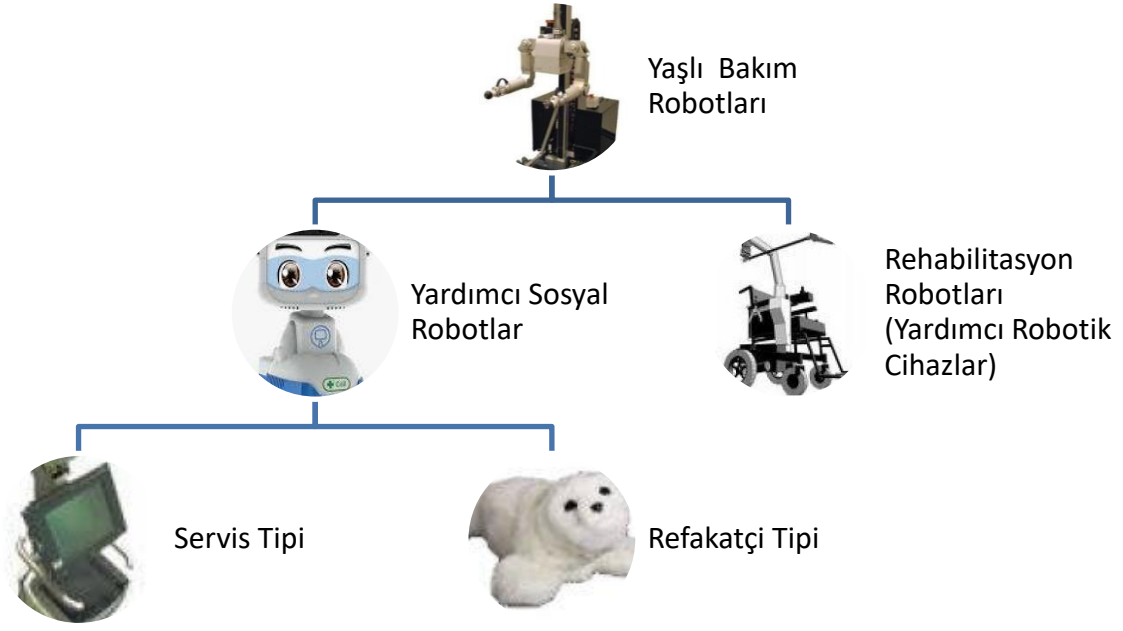 Yaşlı Bakım
Robotları
Yardımcı Sosyal
Robotlar
Rehabilitasyon
Robotları
(Yardımcı Robotik
Cihazlar)
Servis Tipi
Refakatçi Tipi